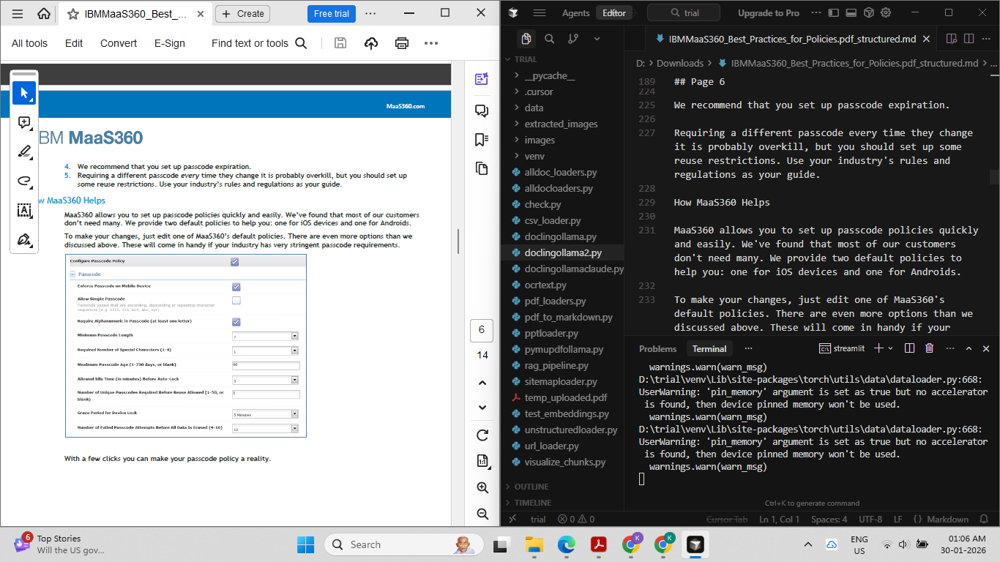 IBMMaaS360_Best_...
Create
Free trial
All tools
Edit
Convert
E-Sign
Find text or tools
MaaS360.com
IBM MaaS360
4. We recommend that you set up passcode expiration.
5. Requiring a different passcode every time they change it is probably overkill, but you should set up
some reuse restrictions. Use your industry's rules and regulations as your guide.
w MaaS360 Helps
MaaS360 allows you to set up passcode policies quickly and easily. We've found that most of our customers
don't need many. We provide two default policies to help you: one for iOS devices and one for Androids.
To make your changes, just edit one of MaaS360's default policies. There are even more options than we
discussed above. These will come in handy if your industry has very stringent passcode requirements.
Configure Passcode Policy
Passcode
Enforce Passcode on Mobile Device
Allow Simple Passcode
Passcode values that are ascending, descending or repeating character
sequences (e.g. 1111, 123, 654, abc, xyz).
Require Alphanumeric in Passcode (at least one letter)
Minimum Passcode Length
7
Required Number of Special Characters (1-4)
1
Maximum Passcode Age (1-730 days, or blank)
90
Allowed Idle Time (in minutes) Before Auto-Lock
3
Number of Unique Passcodes Required Before Reuse Allowed (1-50, or
blank)
5
Grace Period for Device Lock
5 Minutes
Number of Failed Passcode Attempts Before All Data Is Erased (4-16)
10
With a few clicks you can make your passcode policy a reality.
6
14
1:1
Agents
Editor
trial
Upgrade to Pro
TRIAL
__pycache__
.cursor
data
extracted_images
images
venv
alldoc_loaders.py
alldocloaders.py
check.py
csv_loader.py
doclingollama.py
doclingollama2.py
doclingollamaclaude.py
ocrtext.py
pdf_loaders.py
pdf_to_markdown.py
pptloader.py
pymupdfollama.py
rag_pipeline.py
sitemaploader.py
temp_uploaded.pdf
test_embeddings.py
unstructuredloader.py
url_loader.py
visualize_chunks.py
OUTLINE
TIMELINE
IBMMaaS360_Best_Practices_for_Policies.pdf_structured.md
D: > Downloads > IBMMaaS360_Best_Practices_for_Policies.pdf_structured.md > ...
189 ## Page 6
224
225 We recommend that you set up passcode expiration.
226
227 Requiring a different passcode every time they change
it is probably overkill, but you should set up some
reuse restrictions. Use your industry's rules and
regulations as your guide.
228
229 How MaaS360 Helps
230
231 MaaS360 allows you to set up passcode policies quickly
and easily. We've found that most of our customers
don't need many. We provide two default policies to
help you: one for iOS devices and one for Androids.
232
233 To make your changes, just edit one of MaaS360's
default policies. There are even more options than we
discussed above. These will come in handy if your
Problems
Terminal
streamlit
warnings.warn(warn_msg)
D:\trial\venv\Lib\site-packages\torch\utils\data\dataloader.py:668:
UserWarning: 'pin_memory' argument is set as true but no accelerator
is found, then device pinned memory won't be used.
warnings.warn(warn_msg)
D:\trial\venv\Lib\site-packages\torch\utils\data\dataloader.py:668:
UserWarning: 'pin_memory' argument is set as true but no accelerator
is found, then device pinned memory won't be used.
warnings.warn(warn_msg)
Ctrl+K to generate command
trial
0
0
Cursor Tab
Ln 1, Col 1
Spaces: 4
UTF-8
LF
{} Markdown
6
Top Stories
Will the US gov...
Search
K
K
ENG
US
01:06 AM
30-01-2026